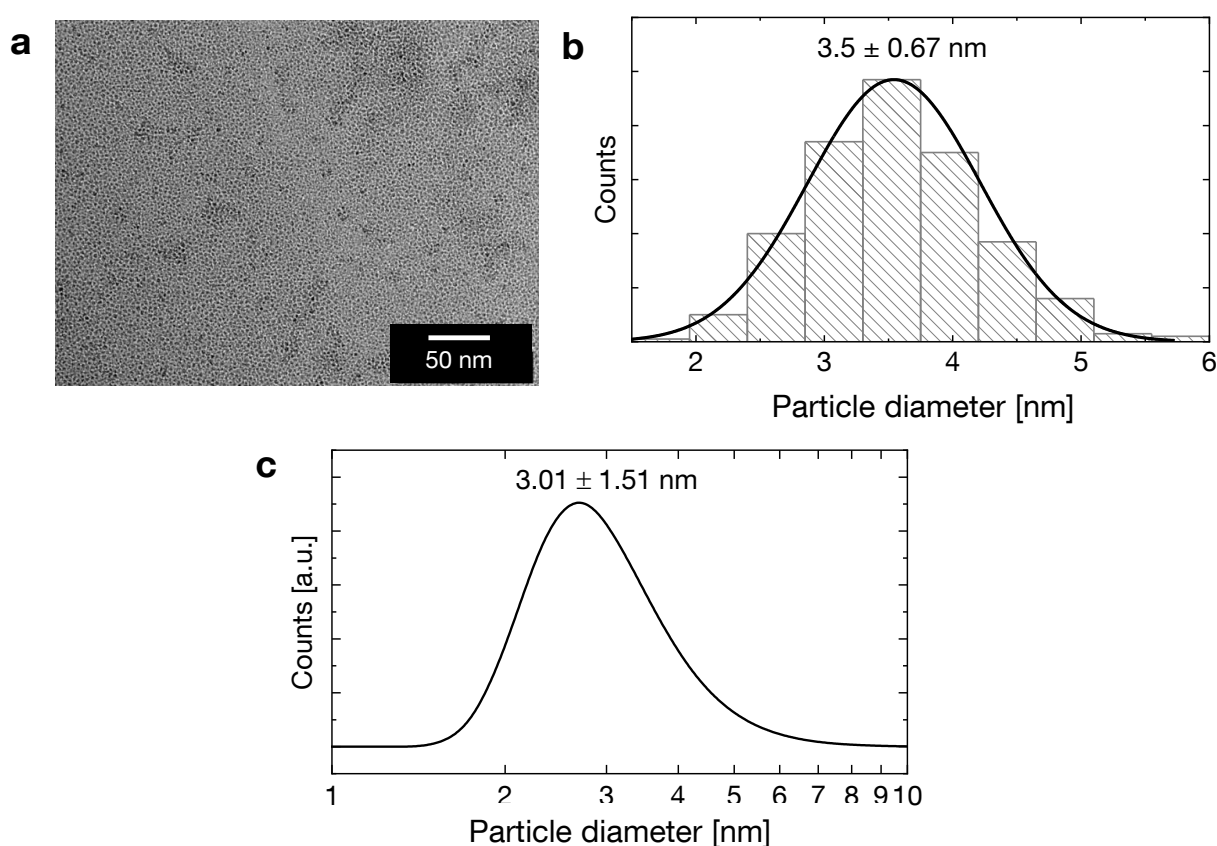 a
50 nm
b
3.5 ± 0.67 nm
Counts
2 3 4 5 6
Particle diameter [nm]
c
3.01 ± 1.51 nm
Counts [a.u.]
1 2 3 4 5 6 7 8 9 10
Particle diameter [nm]